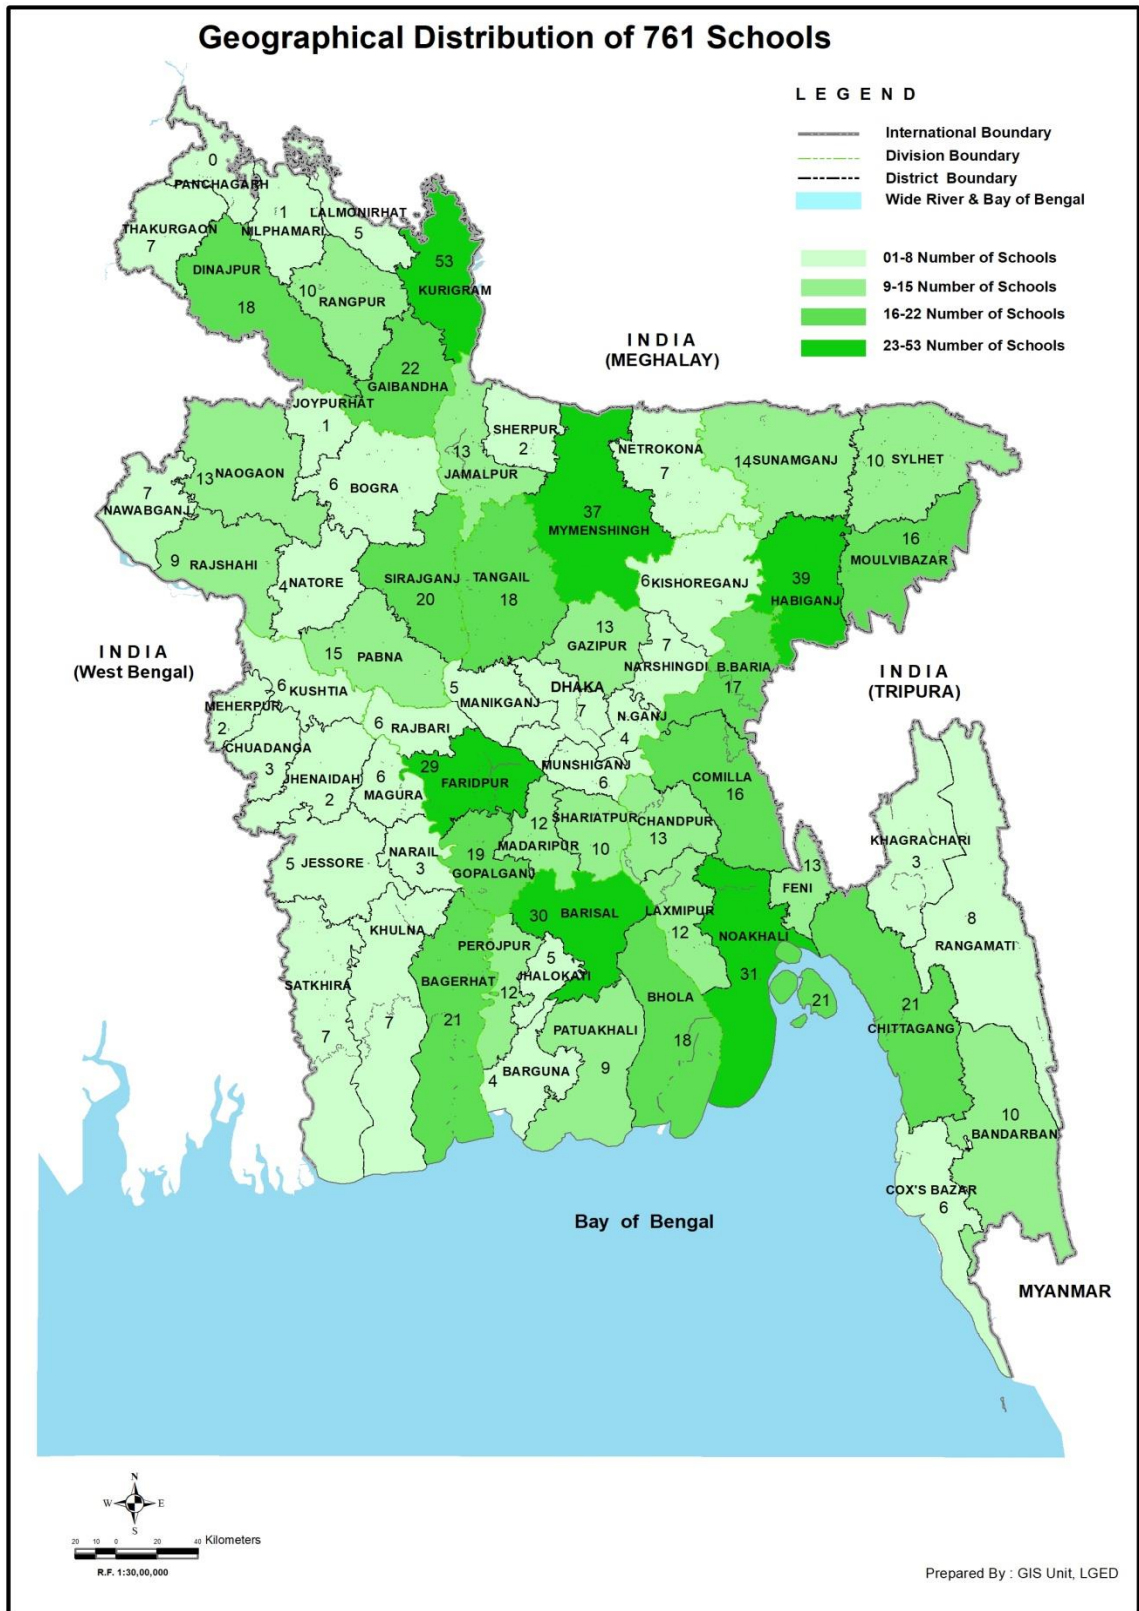 Geographical Distribution of 761 Schools
L E G E N D
International Boundary
Division Boundary
District Boundary
Wide River & Bay of Bengal
01-8 Number of Schools
9-15 Number of Schools
16-22 Number of Schools
23-53 Number of Schools
0
PANCHAGARH
1
NILPHAMARI
LALMONIRHAT
5
THAKURGAON
7
DINAJPUR
18
10
RANGPUR
53
KURIGRAM
22
GAIBANDHA
I N D I A
(MEGHALAY)
JOYPURHAT
1
SHERPUR
2
NETROKONA
7
13
JAMALPUR
14 SUNAMGANJ
10 SYLHET
13 NAOGAON
6 BOGRA
7
NAWABGANJ
37
MYMENSHINGH
16
MOULVIBAZAR
9 RAJSHAHI
4 NATORE
SIRAJGANJ
20
TANGAIL
18
6 KISHOREGANJ
39
HABIGANJ
I N D I A
(West Bengal)
15 PABNA
13
GAZIPUR
7
NARSHINGDI
B.BARIA
17
I N D I A
(TRIPURA)
6 KUSHTIA
MEHERPUR
2
5
MANIKGANJ
DHAKA
7
N.GANJ
4
6
RAJBARI
CHUADANGA
3
JHENAIDAH
2
6
MAGURA
29
FARIDPUR
MUNSHIGANJ
6
COMILLA
16
12
MADARIPUR
SHARIATPUR
10
CHANDPUR
13
KHAGRACHARI
3
5 JESSORE
NARAIL
3
19
GOPALGANJ
13
FENI
30 BARISAL
LAXMIPUR
12
NOAKHALI
31
8
RANGAMATI
KHULNA
7
PEROJPUR
12
5
JHALOKATI
SATKHIRA
7
BAGERHAT
21
BHOLA
18
21
21
CHITTAGANG
PATUAKHALI
9
BARGUNA
4
10
BANDARBAN
COX'S BAZAR
6
Bay of Bengal
MYANMAR
N
W E
S
20 10 0 20 40 Kilometers
R.F. 1:30,00,000
Prepared By : GIS Unit, LGED